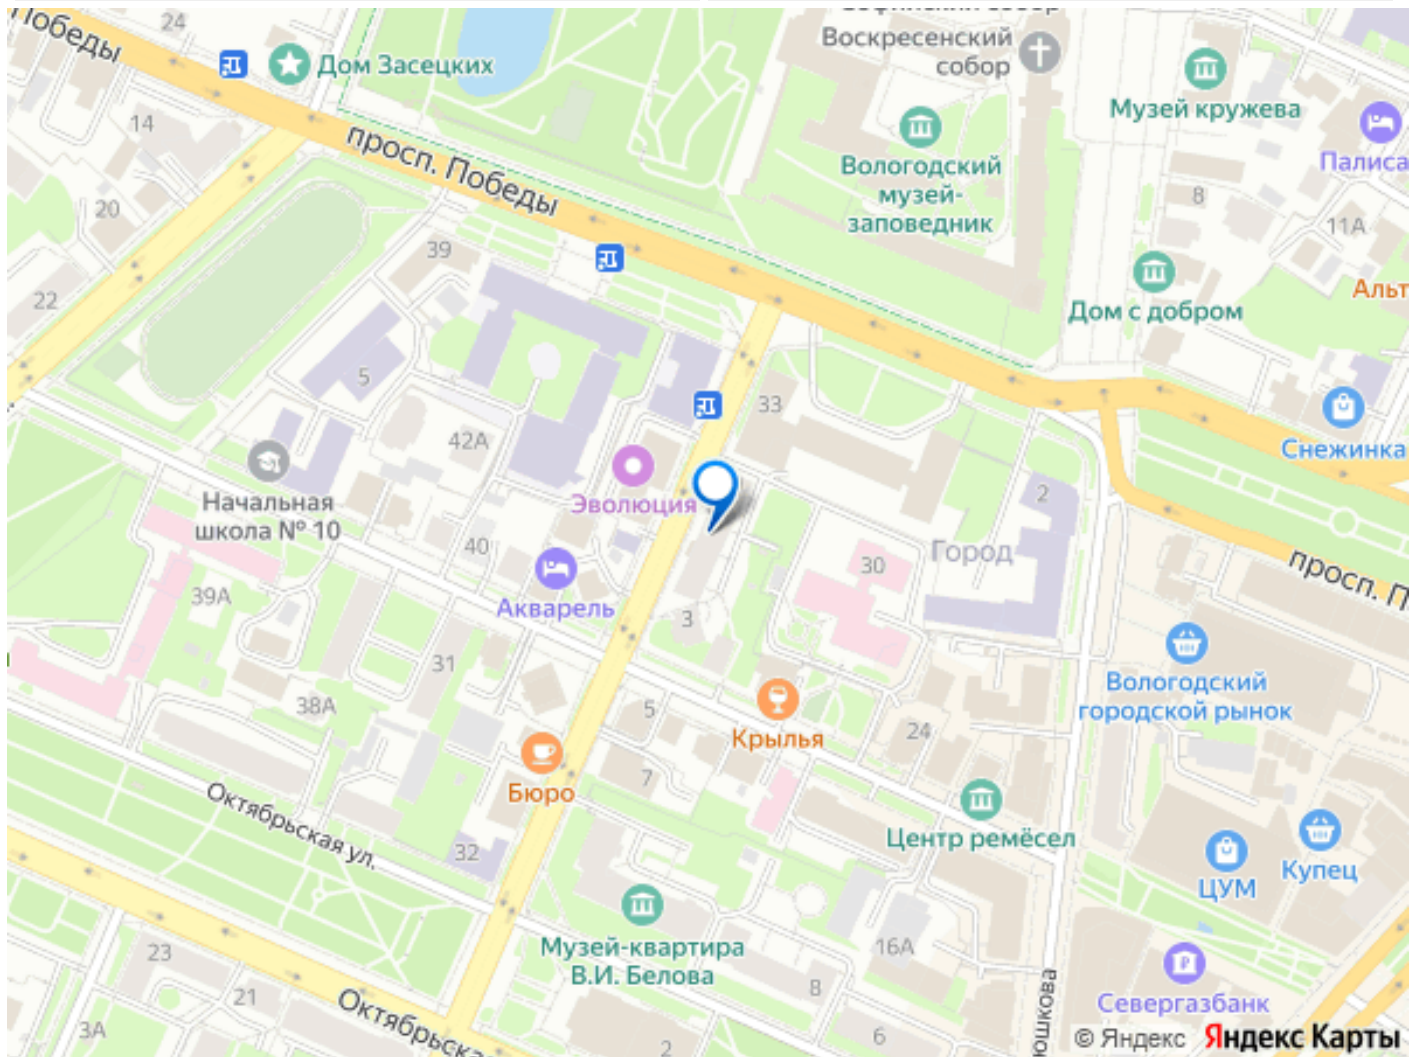 24
Победы
Дом Засецких
Воскресенский
собор
Музей кружева
14
просп. Победы
Вологодский
музей-
заповедник
Палиса
20
8
11А
39
22
Дом с добром
Альт
5
33
42А
Снежинка
Начальная
школа № 10
Эволюция
2
40
Город
30
просп. П
39А
Акварель
3
31
Вологодский
городской рынок
38А
5
Крылья
24
Бюро
7
Октябрьская ул.
Центр ремёсел
32
ЦУМ
Купец
Музей-квартира
В.И. Белова
16А
23
8
Севергазбанк
21
Октябрьска
юшкова
3А
2
6
© Яндекс Яндекс Карты